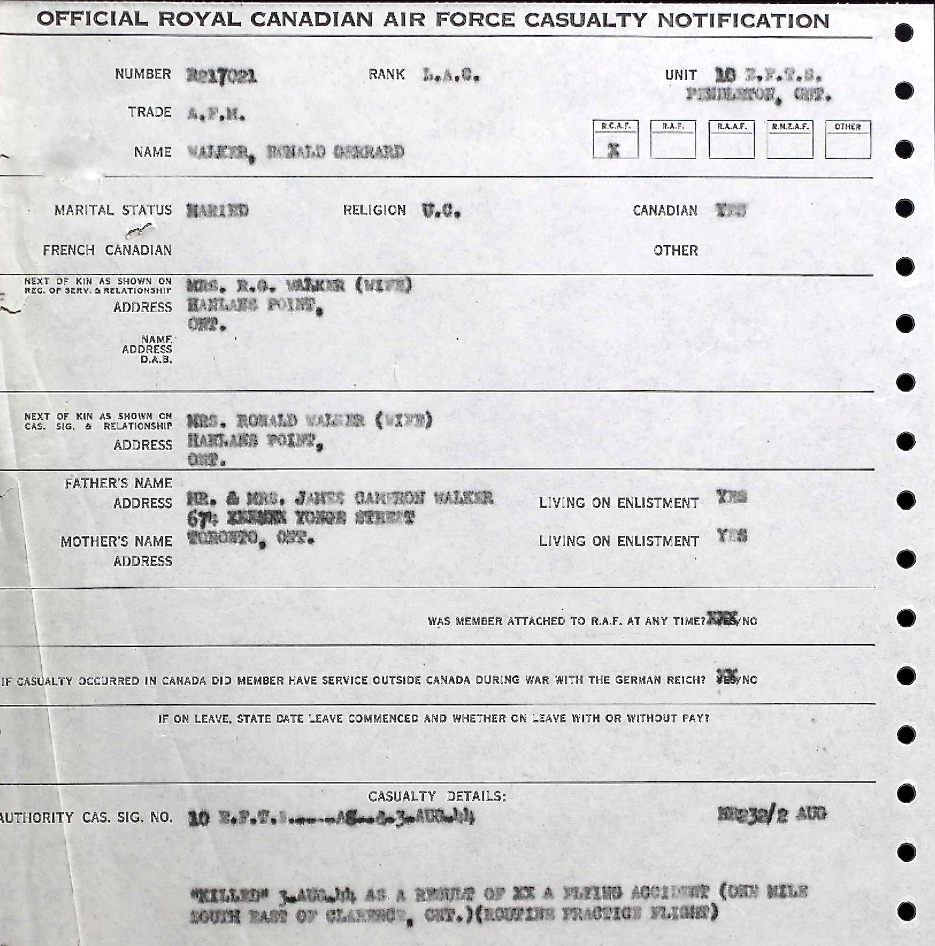 OFFICIAL ROYAL CANADIAN AIR FORCE CASUALTY NOTIFICATION
NUMBER R217021 RANK L.A.C. UNIT 10 E.F.T.S.
PENDLETON, ONT.
TRADE A.F.M.
R.C.A.F. R.A.F. R.A.A.F. R.N.Z.A.F. OTHER
X
NAME WALKER, RONALD GERRARD
MARITAL STATUS MARIED RELIGION U.C. CANADIAN YES
FRENCH CANADIAN OTHER
NEXT OF KIN AS SHOWN ON
REC. OF SERV. & RELATIONSHIP MRS. R.G. WALKER (WIFE)
ADDRESS HANLANS POINT,
ONT.
NAME
ADDRESS
D.A.B.
NEXT OF KIN AS SHOWN ON
CAS. SIG. & RELATIONSHIP MRS. RONALD WALKER (WIFE)
ADDRESS HANLANS POINT,
ONT.
FATHER'S NAME
ADDRESS MR. & MRS. JAMES CAMERON WALKER LIVING ON ENLISTMENT YES
674 YONGE STREET
MOTHER'S NAME TORONTO, ONT. LIVING ON ENLISTMENT YES
ADDRESS
WAS MEMBER ATTACHED TO R.A.F. AT ANY TIME? YES/NO
IF CASUALTY OCCURRED IN CANADA DID MEMBER HAVE SERVICE OUTSIDE CANADA DURING WAR WITH THE GERMAN REICH? YES/NO
IF ON LEAVE, STATE DATE LEAVE COMMENCED AND WHETHER ON LEAVE WITH OR WITHOUT PAY?
CASUALTY DETAILS:
AUTHORITY CAS. SIG. NO. 10 3-AUG.44 AUG
"KILLED" 3-AUG.44 AS A RESULT OF XX A FLYING ACCIDENT (ONE MILE
SOUTH EAST OF CLARENCE, ONT.)(ROUTINE PRACTICE FLIGHT)